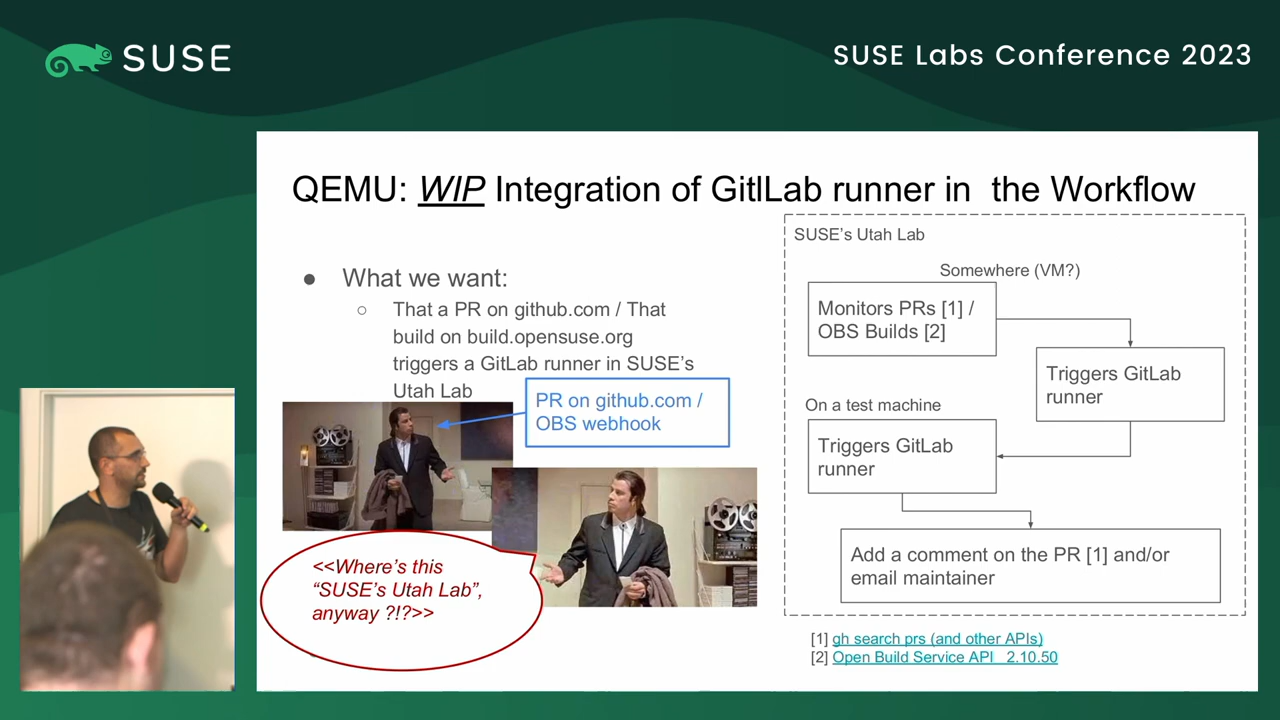 SUSE
SUSE Labs Conference 2023
QEMU: WIP Integration of GitlLab runner in the Workflow
● What we want:
○ That a PR on github.com / That
build on build.opensuse.org
triggers a GitLab runner in SUSE's
Utah Lab
PR on github.com /
OBS webhook
<<Where's this
“SUSE's Utah Lab”,
anyway ?!?>>
SUSE's Utah Lab
Somewhere (VM?)
Monitors PRs [1] /
OBS Builds [2]
Triggers GitLab
runner
On a test machine
Triggers GitLab
runner
Add a comment on the PR [1] and/or
email maintainer
[1] gh search prs (and other APIs)
[2] Open Build Service API 2.10.50